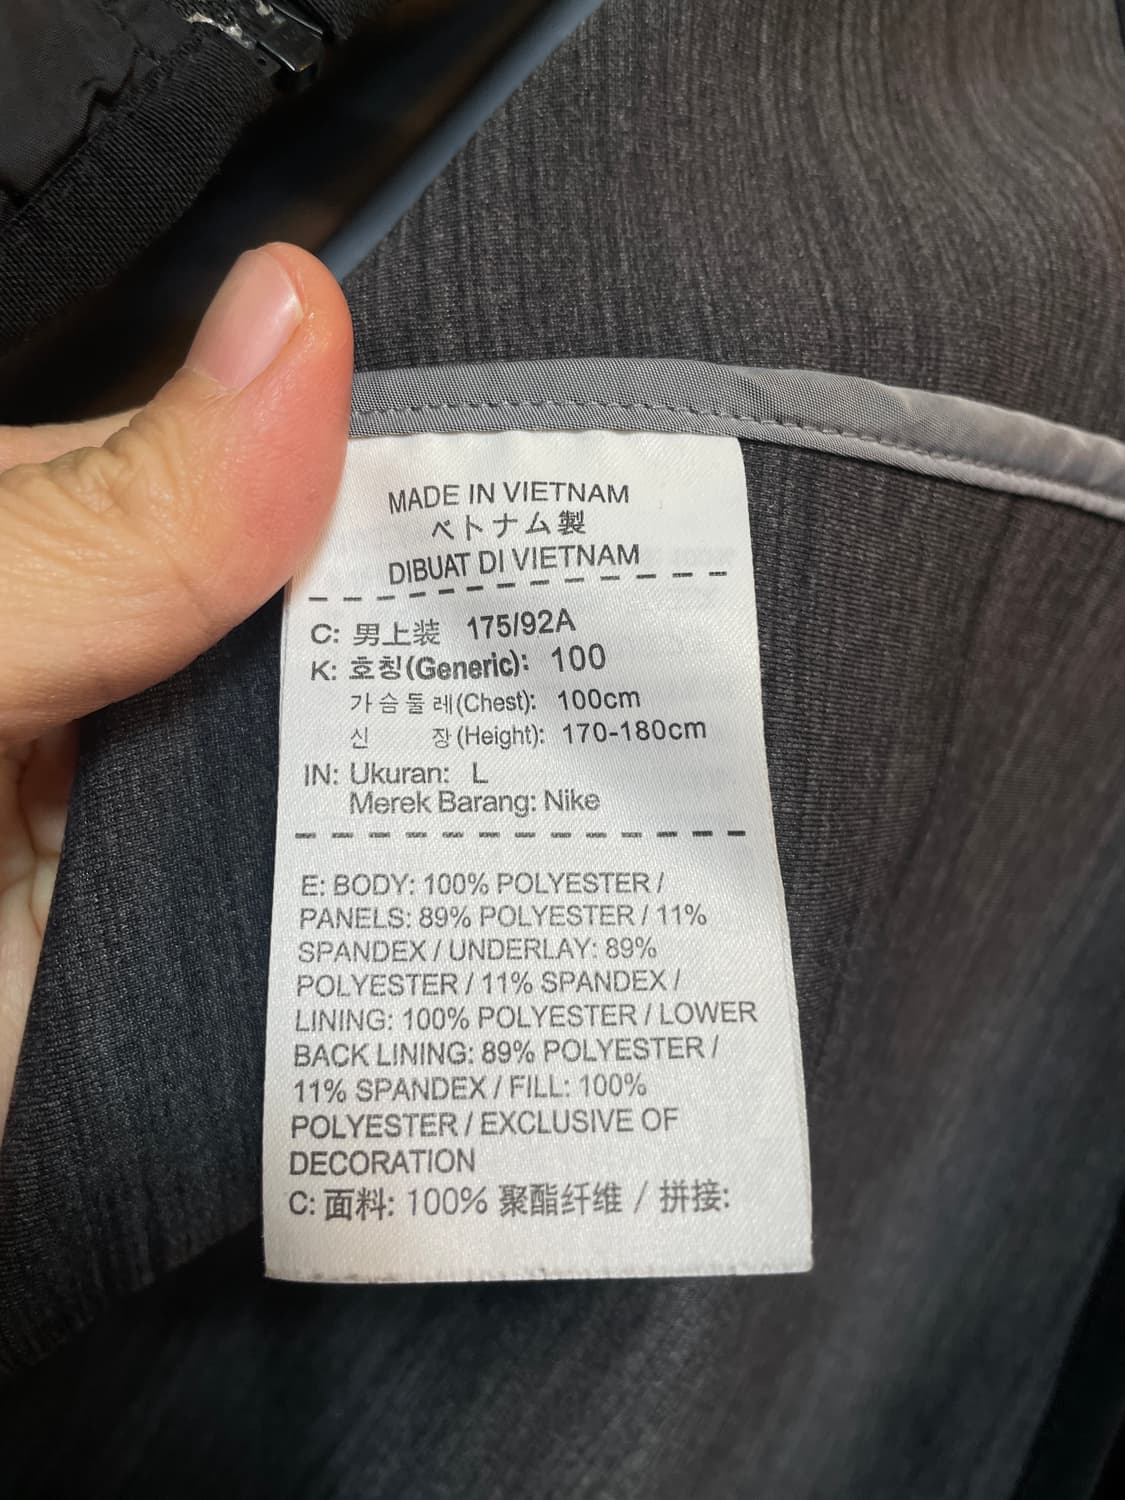 MADE IN VIETNAM
ベトナム製
DIBUAT DI VIETNAM
C: 男上装 175/92A
K: 호칭(Generic): 100
가슴둘레(Chest): 100cm
신 장(Height): 170-180cm
IN: Ukuran: L
Merek Barang: Nike
E: BODY: 100% POLYESTER /
PANELS: 89% POLYESTER / 11%
SPANDEX / UNDERLAY: 89%
POLYESTER / 11% SPANDEX /
LINING: 100% POLYESTER / LOWER
BACK LINING: 89% POLYESTER /
11% SPANDEX / FILL: 100%
POLYESTER / EXCLUSIVE OF
DECORATION
C: 面料: 100% 聚酯纤维 / 拼接: